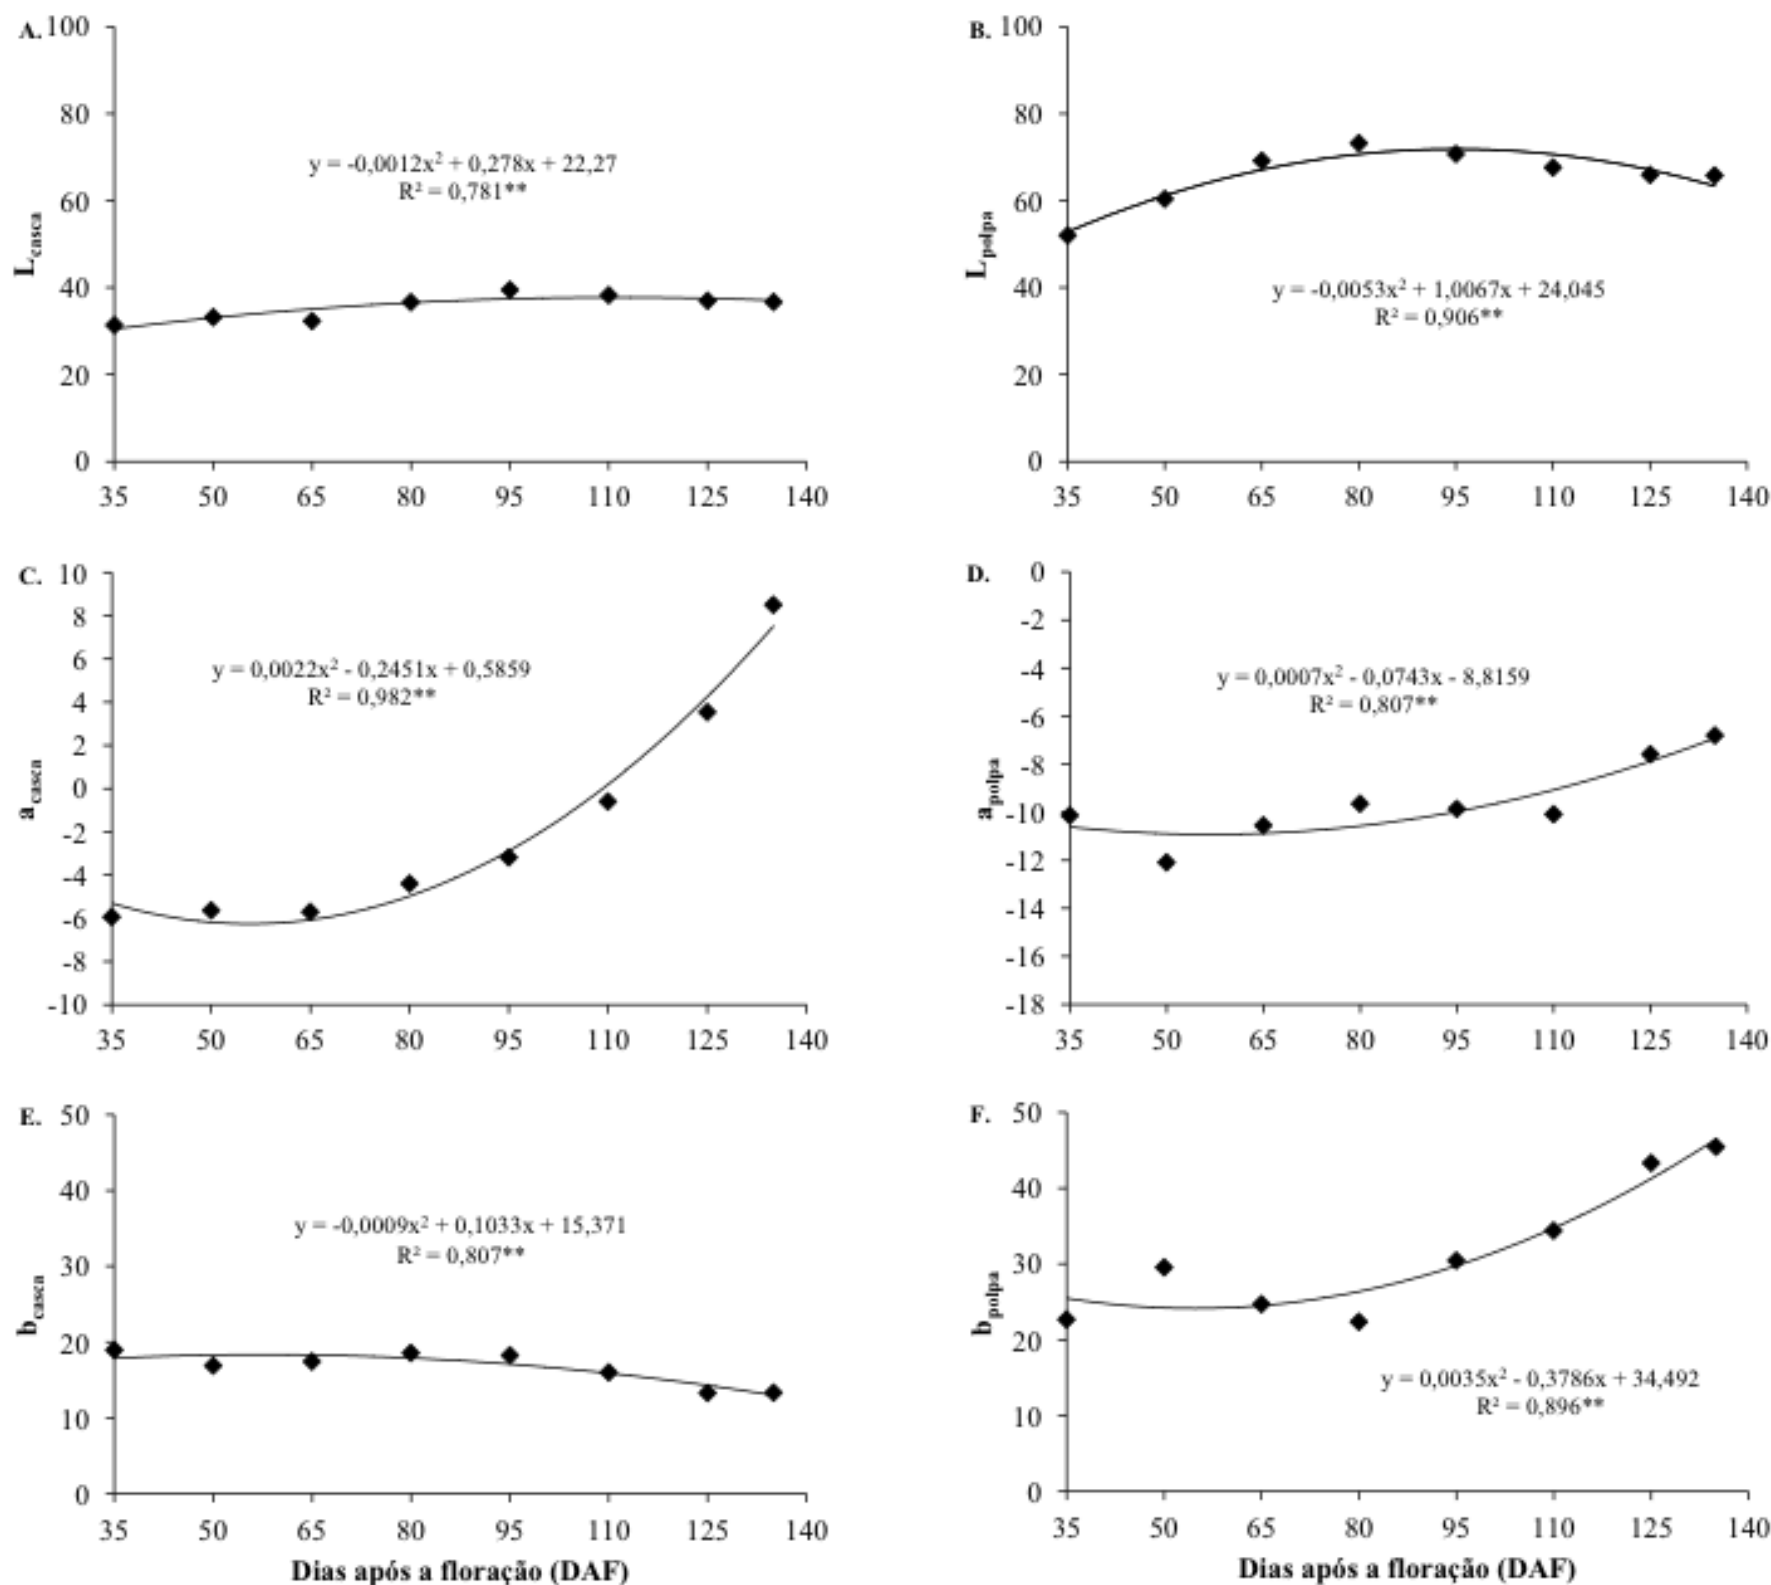 A.
100
80
60
40
20
0
L casca
y = -0,0012x² + 0,278x + 22,27
R² = 0,781**
35 50 65 80 95 110 125 140
B.
100
80
60
40
20
0
L polpa
y = -0,0053x² + 1,0067x + 24,045
R² = 0,906**
35 50 65 80 95 110 125 140
C.
10
8
6
4
2
0
-2
-4
-6
-8
-10
a casca
y = 0,0022x² - 0,2451x + 0,5859
R² = 0,982**
35 50 65 80 95 110 125 140
D.
0
-2
-4
-6
-8
-10
-12
-14
-16
-18
a polpa
y = 0,0007x² - 0,0743x - 8,8159
R² = 0,807**
35 50 65 80 95 110 125 140
E.
50
40
30
20
10
0
b casca
y = -0,0009x² + 0,1033x + 15,371
R² = 0,807**
35 50 65 80 95 110 125 140
Dias após a floração (DAF)
F.
50
40
30
20
10
0
b polpa
y = 0,0035x² - 0,3786x + 34,492
R² = 0,896**
35 50 65 80 95 110 125 140
Dias após a floração (DAF)